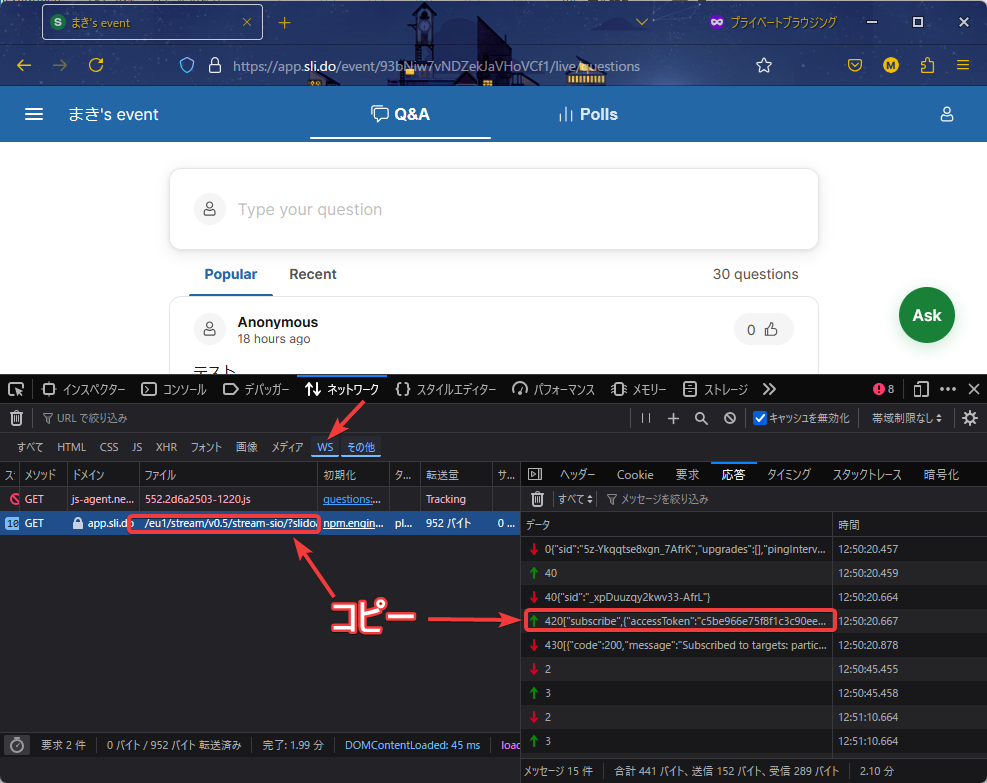 S まき's event
プライベートブラウジング
https://app.sli.do/event/93bNjw7vNDZekJaVHoVCf1/live/questions
M
まき's event
Q&A
Polls
Type your question
Popular Recent 30 questions
Anonymous
18 hours ago
0
テスト
Ask
インスペクター コンソール デバッガー ネットワーク スタイルエディター パフォーマンス メモリー ストレージ 8
URL で絞り込み
キャッシュを無効化 帯域制限なし
すべて HTML CSS JS XHR フォント 画像 メディア WS その他
ス メソッド ドメイン ファイル 初期化 タ... 転送量 サ...
GET js-agent.ne... 552.2d6a2503-1220.js questions:... Tracking
10 GET app.sli.do /eu1/stream/v0.5/stream-sio/?slido npm.engin... pl... 952 バイト 0 ...
ヘッダー Cookie 要求 応答 タイミング スタックトレース 暗号化
すべて メッセージを絞り込み
データ 時間
0{"sid":"5z-Ykqqtse8xgn_7AfrK","upgrades":[],"pingInterv... 12:50:20.457
40 12:50:20.459
40{"sid":"_xpDuuzqy2kwv33-AfrL"} 12:50:20.664
420["subscribe",{"accessToken":"c5be966e75f8f1c3c90ee... 12:50:20.667
430[{"code":200,"message":"Subscribed to targets: partic... 12:50:20.878
2 12:50:45.455
3 12:50:45.458
2 12:51:10.664
3 12:51:10.664
コピー
要求 2 件 0 バイト / 952 バイト 転送済み 完了: 1.99 分 DOMContentLoaded: 45 ms load
メッセージ 15 件 合計 441 バイト、送信 152 バイト、受信 289 バイト 2.10 分